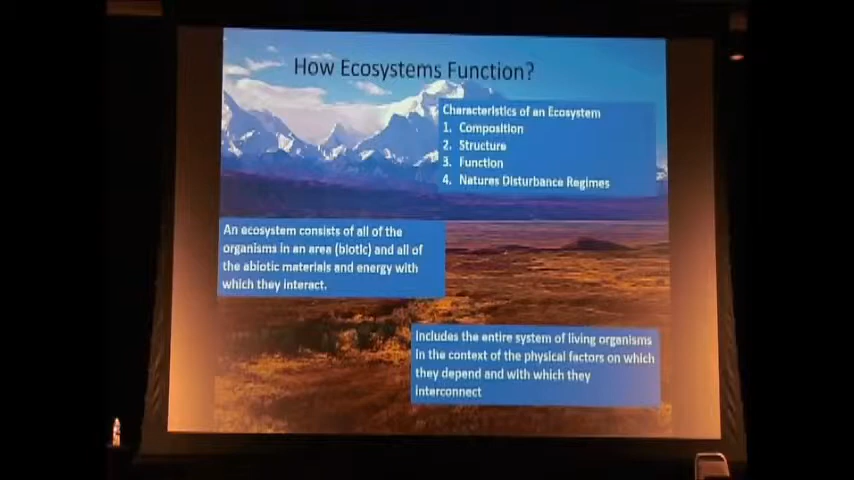 How Ecosystems Function?
Characteristics of an Ecosystem
1. Composition
2. Structure
3. Function
4. Natures Disturbance Regimes
An ecosystem consists of all of the
organisms in an area (biotic) and all of
the abiotic materials and energy with
which they interact.
Includes the entire system of living organisms
in the context of the physical factors on which
they depend and with which they
interconnect